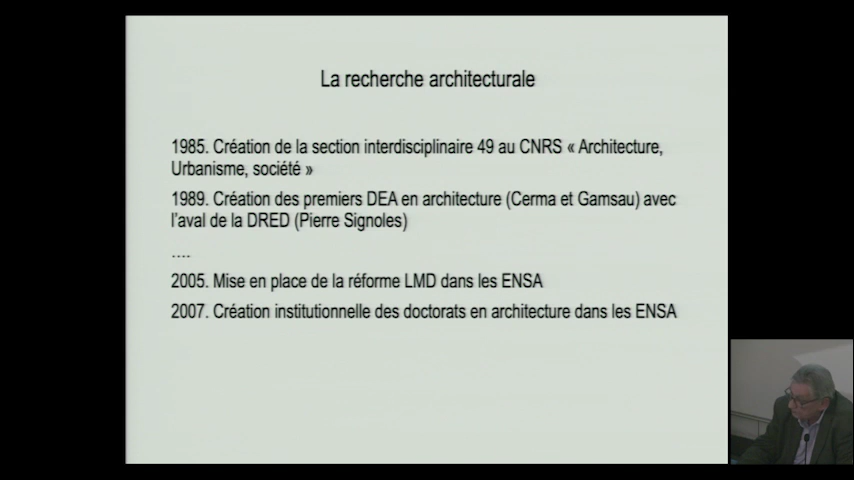 La recherche architecturale
1985. Création de la section interdisciplinaire 49 au CNRS « Architecture,
Urbanisme, société »
1989. Création des premiers DEA en architecture (Cerma et Gamsau) avec
l'aval de la DRED (Pierre Signoles)
....
2005. Mise en place de la réforme LMD dans les ENSA
2007. Création institutionnelle des doctorats en architecture dans les ENSA